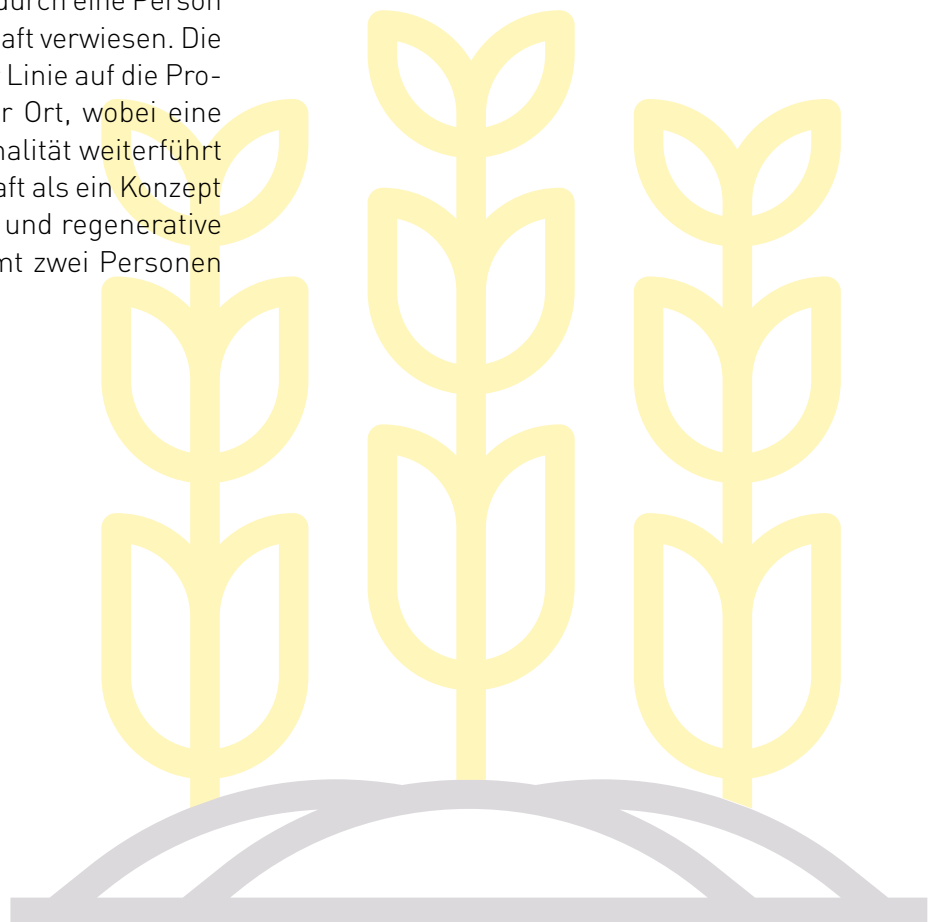 durch eine Person
aft verwiesen. Die
Linie auf die Pro-
r Ort, wobei eine
nalität weiterführt
aft als ein Konzept
und regenerative
mt zwei Personen